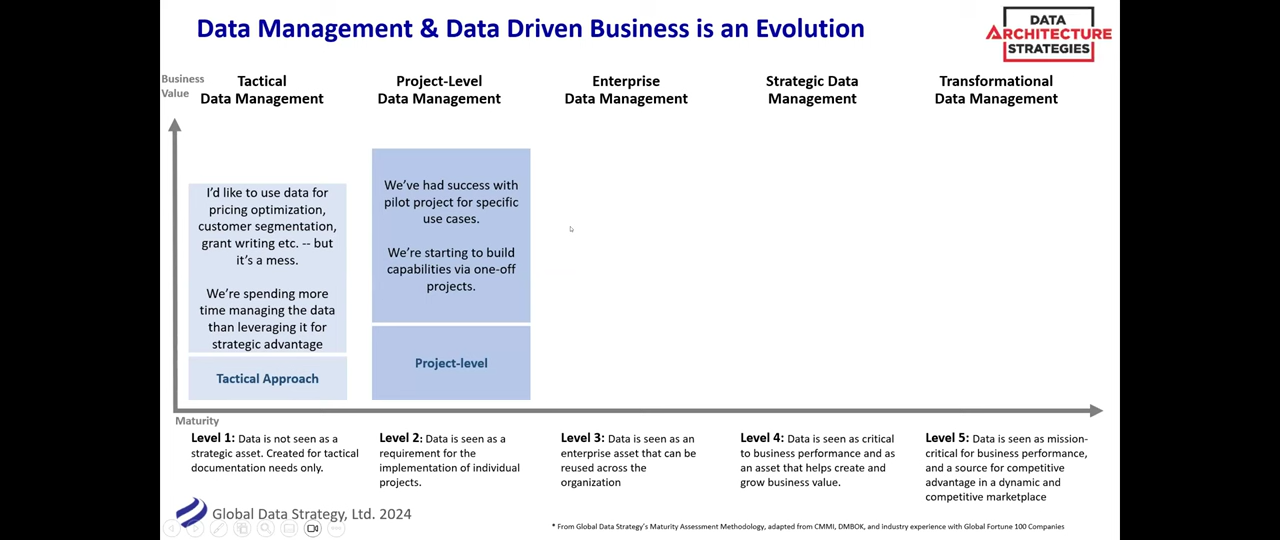 Data Management & Data Driven Business is an Evolution
DATA
ARCHITECTURE
STRATEGIES
Business
Value
Tactical
Data Management
Project-Level
Data Management
Enterprise
Data Management
Strategic Data
Management
Transformational
Data Management
I’d like to use data for
pricing optimization,
customer segmentation,
grant writing etc. -- but
it’s a mess.
We’re spending more
time managing the data
than leveraging it for
strategic advantage
Tactical Approach
We’ve had success with
pilot project for specific
use cases.
We’re starting to build
capabilities via one-off
projects.
Project-level
Maturity
Level 1: Data is not seen as a
strategic asset. Created for tactical
documentation needs only.
Level 2: Data is seen as a
requirement for the
implementation of individual
projects.
Level 3: Data is seen as an
enterprise asset that can be
reused across the
organization
Level 4: Data is seen as critical
to business performance and as
an asset that helps create and
grow business value.
Level 5: Data is seen as mission-
critical for business performance,
and a source for competitive
advantage in a dynamic and
competitive marketplace
Global Data Strategy, Ltd. 2024
* From Global Data Strategy’s Maturity Assessment Methodology, adapted from CMMI, DMBOK, and industry experience with Global Fortune 100 Companies